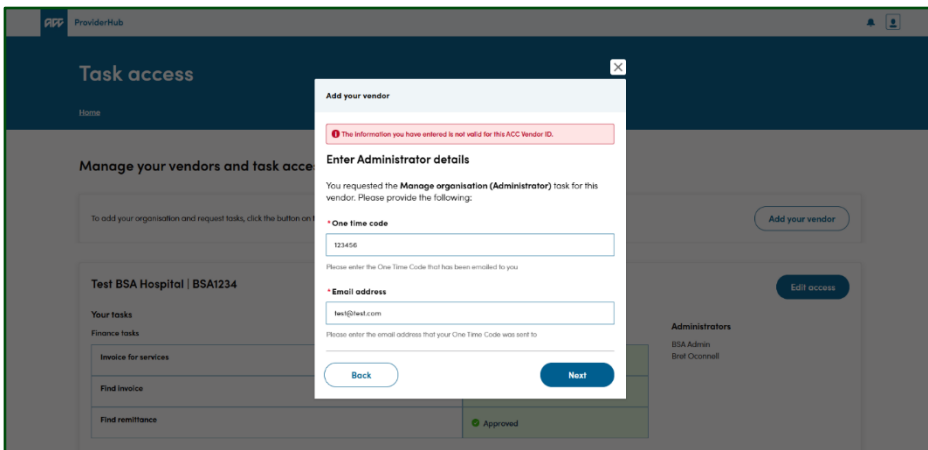 ProviderHub
Task access
Home
Manage your vendors and task acce
To add your organisation and request tasks, click the button on t
Add your vendor
Test BSA Hospital | BSA1234
Edit access
Your tasks
Finance tasks
Invoice for services
Find invoice
Find remittance
Approved
Administrators
BSA Admin
Bret Oconnell
Add your vendor
The information you have entered is not valid for this ACC Vendor ID.
Enter Administrator details
You requested the Manage organisation (Administrator) task for this
vendor. Please provide the following:
*One time code
123456
Please enter the One Time Code that has been emailed to you
*Email address
test@test.com
Please enter the email address that your One Time Code was sent to
Back
Next